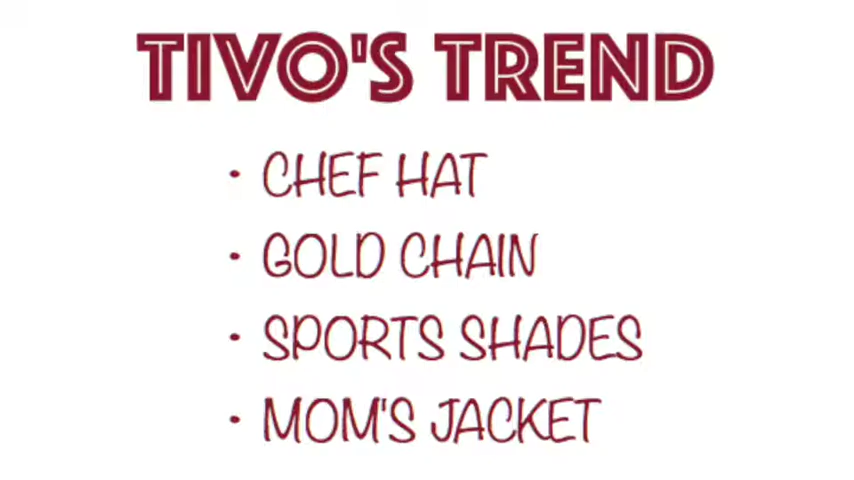 TIVO'S TREND
• CHEF HAT
• GOLD CHAIN
• SPORTS SHADES
• MOM'S JACKET